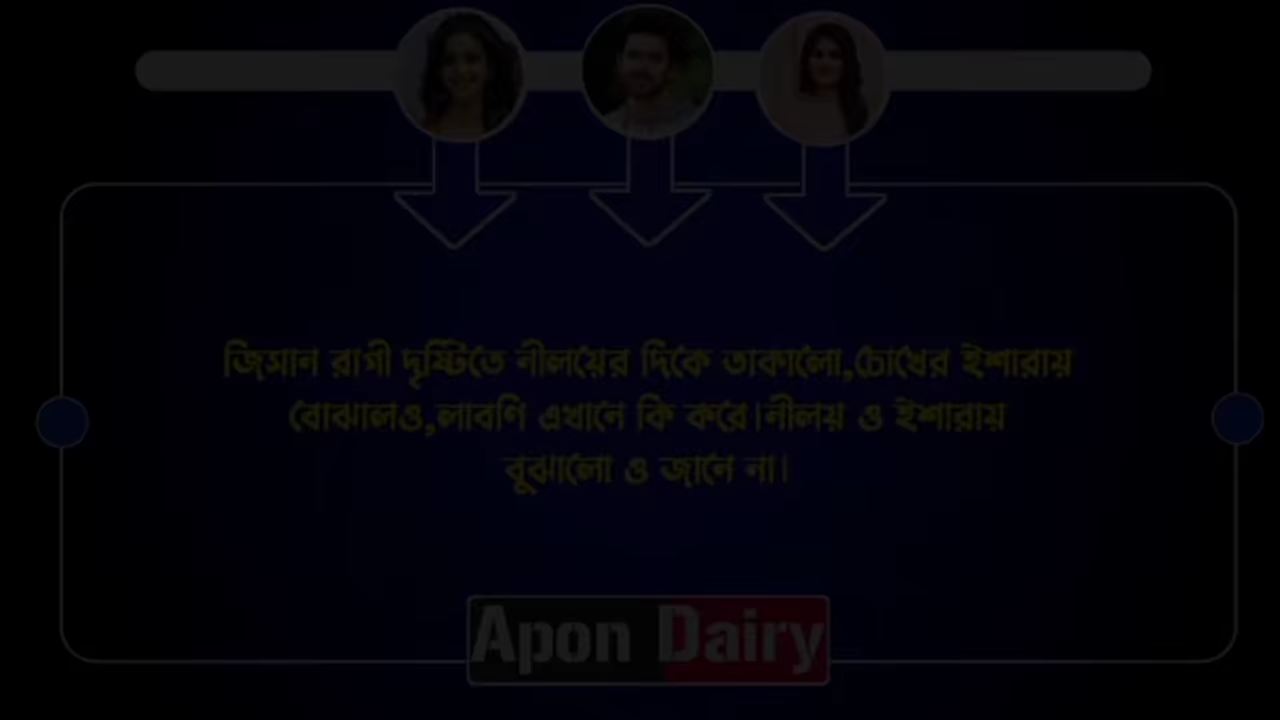 জিসান রাগী দৃষ্টিতে নীলয়ের দিকে তাকালো,চোখের ইশারায়
বোঝালও,লাবণি এখানে কি করে।নীলয় ও ইশারায়
বুঝালো ও জানে না।
Apon Dairy